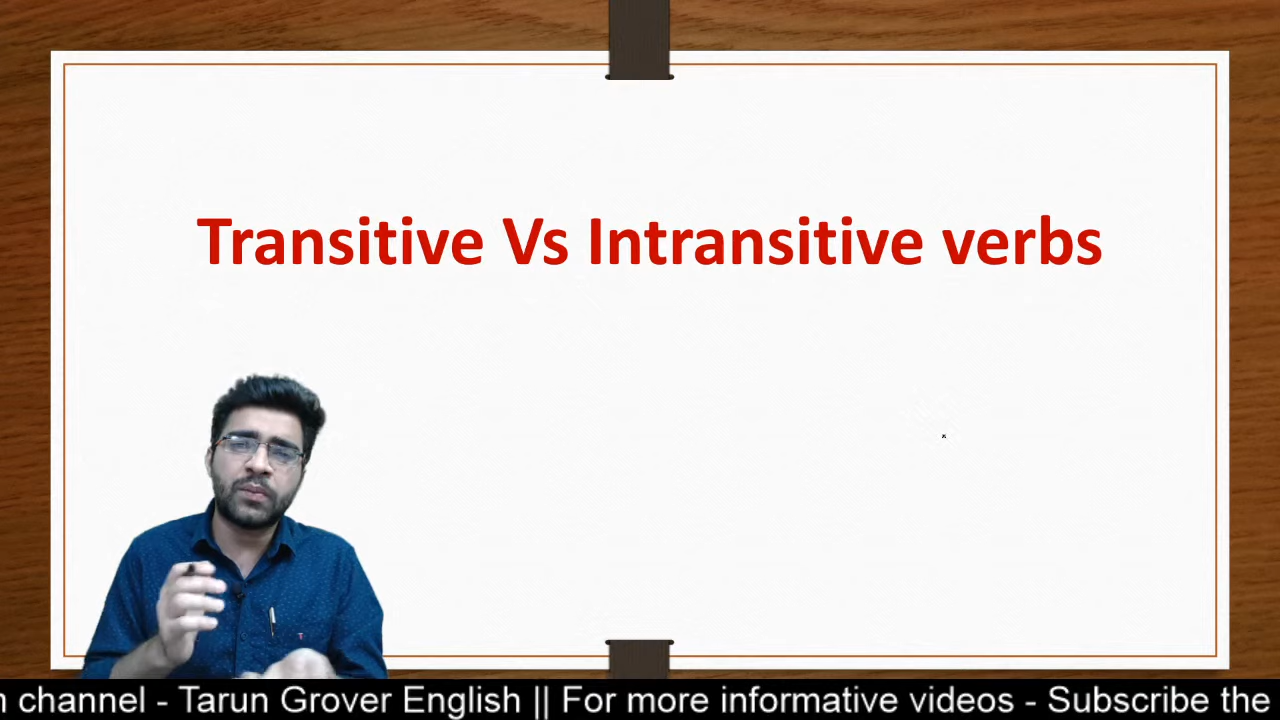 Transitive Vs Intransitive verbs
channel - Tarun Grover English || For more informative videos - Subscribe the